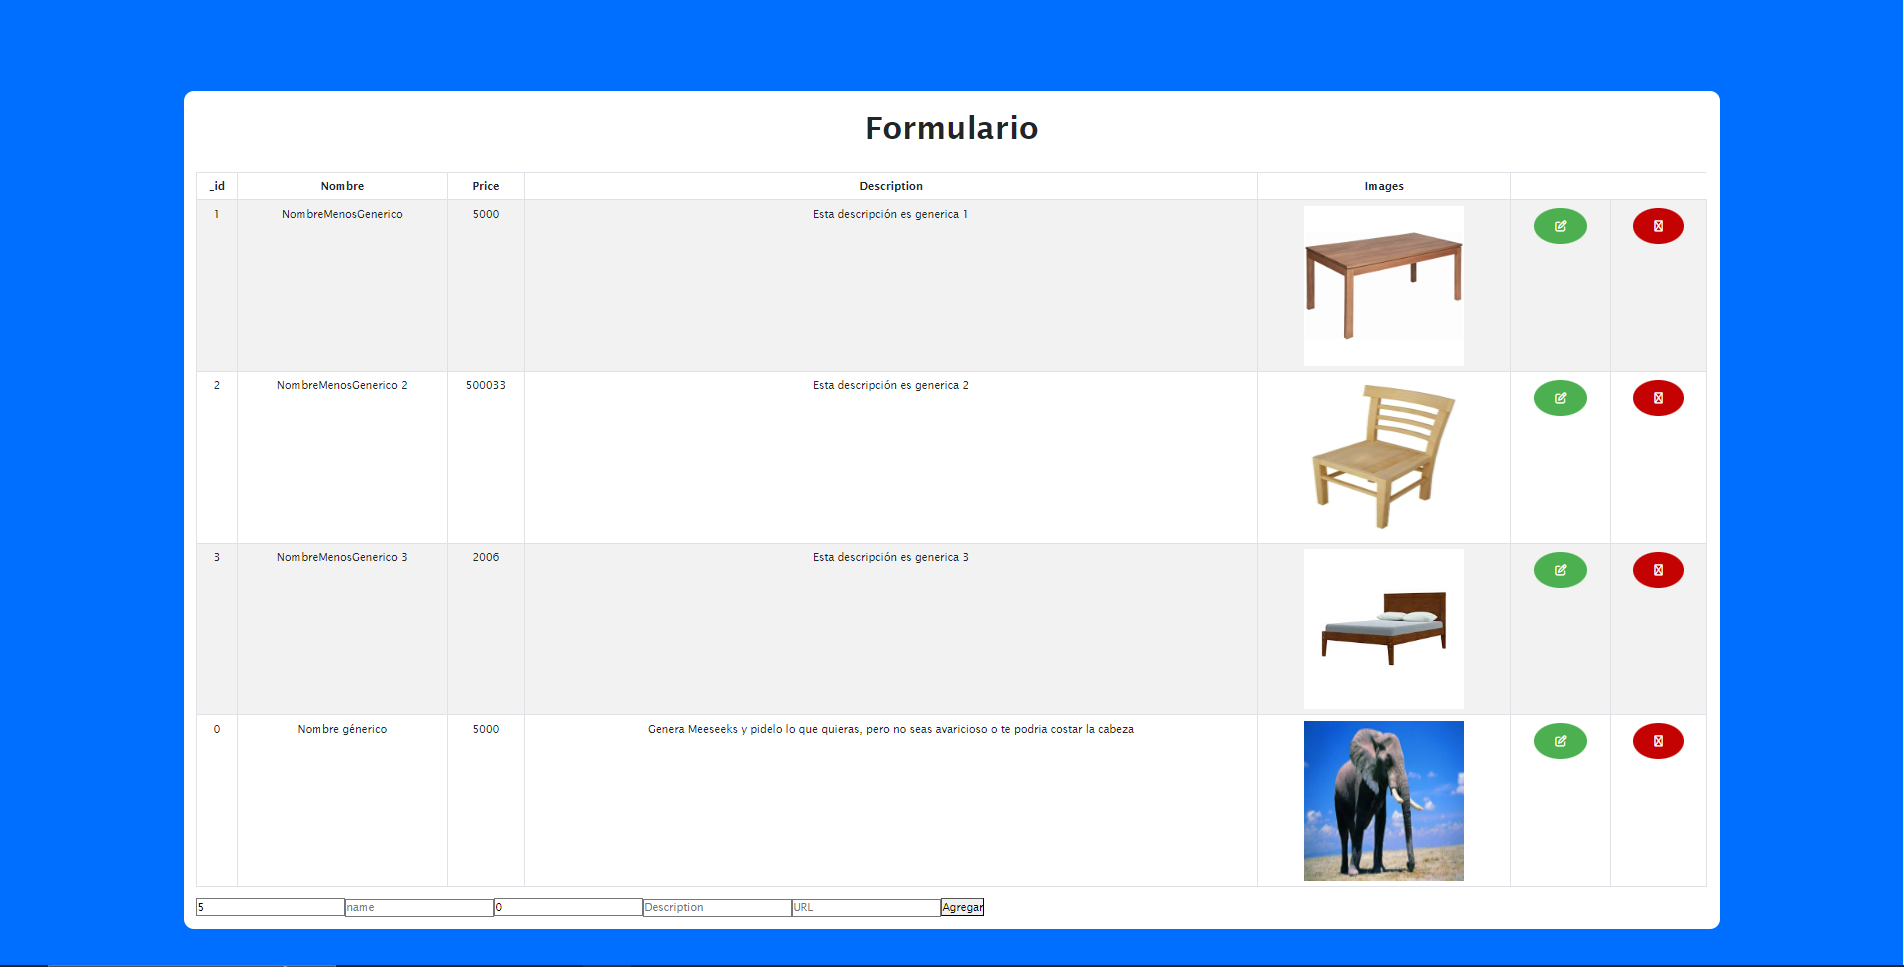 Formulario
_id Nombre Price Description Images
1 NombreMenosGenerico 5000 Esta descripción es generica 1
2 NombreMenosGenerico 2 500033 Esta descripción es generica 2
3 NombreMenosGenerico 3 2006 Esta descripción es generica 3
0 Nombre génerico 5000 Genera Meeseeks y pidelo lo que quieras, pero no seas avaricioso o te podria costar la cabeza
5 name 0 Description URL Agregar